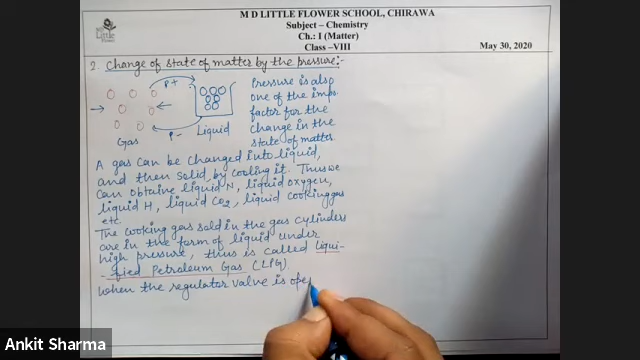 M D LITTLE FLOWER SCHOOL, CHIRAWA
Subject – Chemistry
Ch.: I (Matter)
Class –VIII
May 30, 2020
Little
Flower
2. Change of state of matter by the pressure:-
P+
P-
Gas
Liquid
Pressure is also
one of the imp.
factor for the
change in the
state of matter.
A gas can be changed into liquid,
and then solid by cooling it. Thus we
can obtaine liquid N, liquid oxygen,
liquid H, liquid CO2, liquid cooking gas
etc.
The cooking gas sold in the gas cylinders
are in the form of liquid under
high pressure, thus is called liqui-
-fied Petroleum Gas (LPG).
When the regulator valve is ope
Ankit Sharma